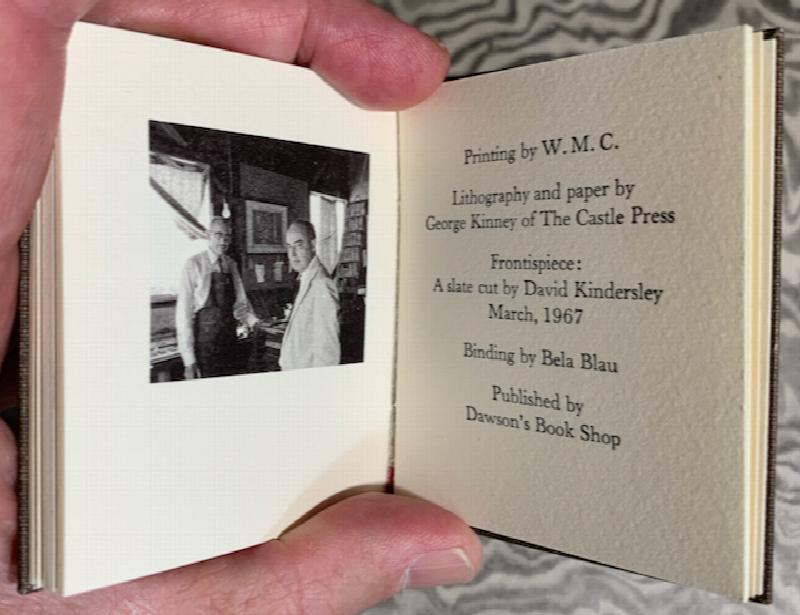 Printing by W. M. C.
Lithography and paper by
George Kinney of The Castle Press
Frontispiece:
A slate cut by David Kindersley
March, 1967
Binding by Bela Blau
Published by
Dawson's Book Shop